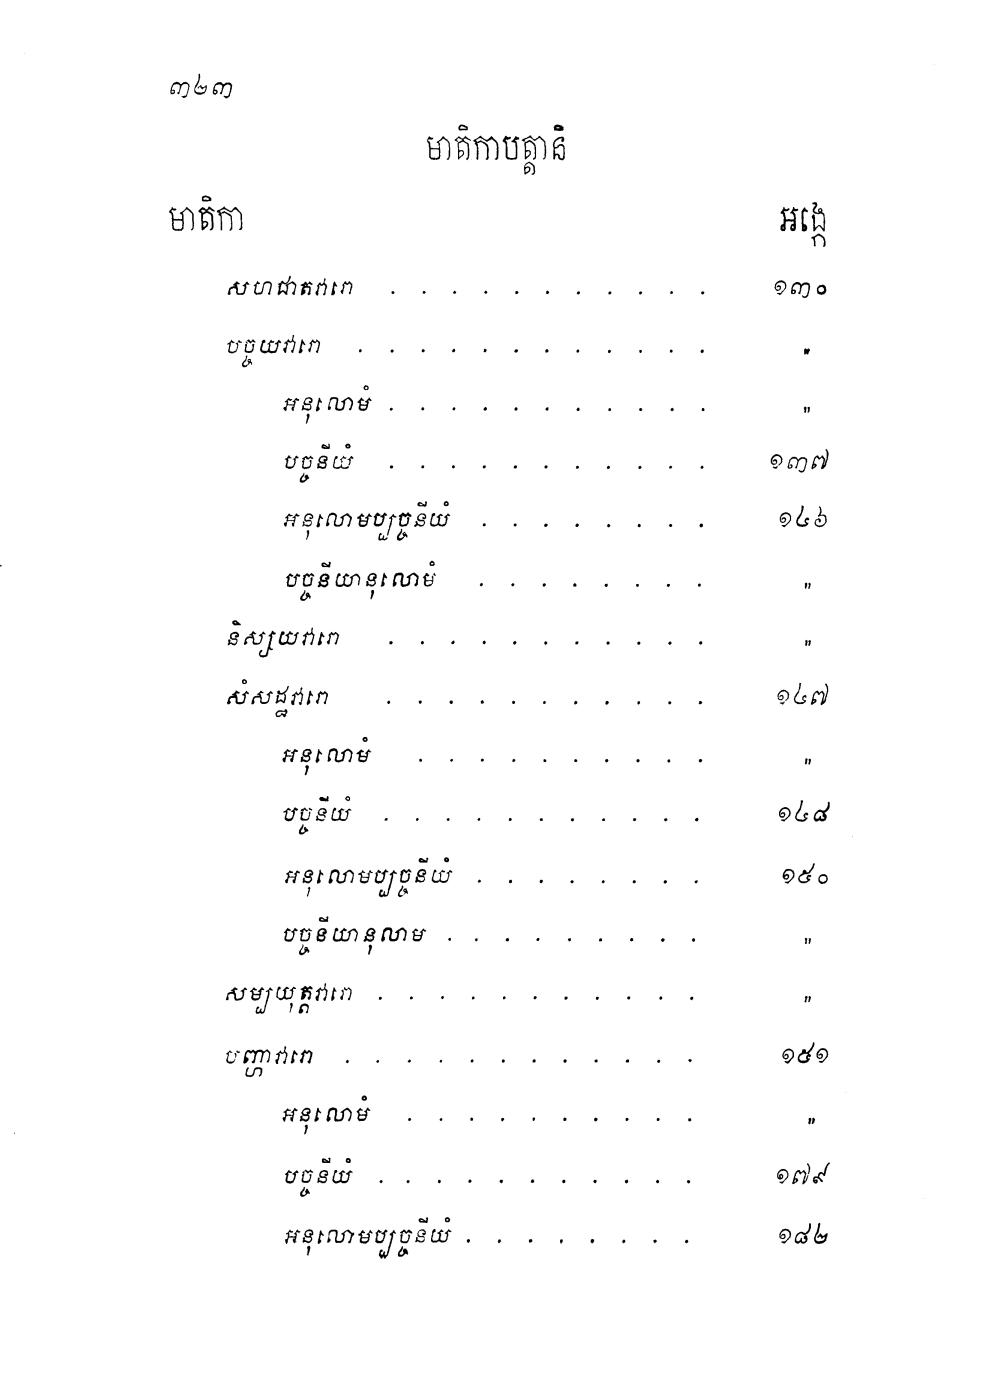 ៣២៣
មាតិកាបត្តានិ
មាតិកា អង្កេ
សហជាតវារេ . . . . . . . . . . . ១៣០
បច្ចយវារេ . . . . . . . . . . . . "
អនុលោមំ . . . . . . . . . . . "
បច្ចនីយំ . . . . . . . . . . . ១៣៧
អនុលោមប្បច្ចនីយំ . . . . . . . . ១៤៦
បច្ចនីយានុលោមំ . . . . . . . . "
និស្សយវារេ . . . . . . . . . . . "
សំសដ្ឋវារេ . . . . . . . . . . . ១៤៧
អនុលោមំ . . . . . . . . . . "
បច្ចនីយំ . . . . . . . . . . . ១៤៨
អនុលោមប្បច្ចនីយំ . . . . . . . . ១៥០
បច្ចនីយានុលាម . . . . . . . . . "
សម្បយុត្តវារេ . . . . . . . . . . . "
បញ្ហាវារេ . . . . . . . . . . . . ១៥១
អនុលោមំ . . . . . . . . . . "
បច្ចនីយំ . . . . . . . . . . . ១៧៩
អនុលោមប្បច្ចនីយំ . . . . . . . . ១៨២